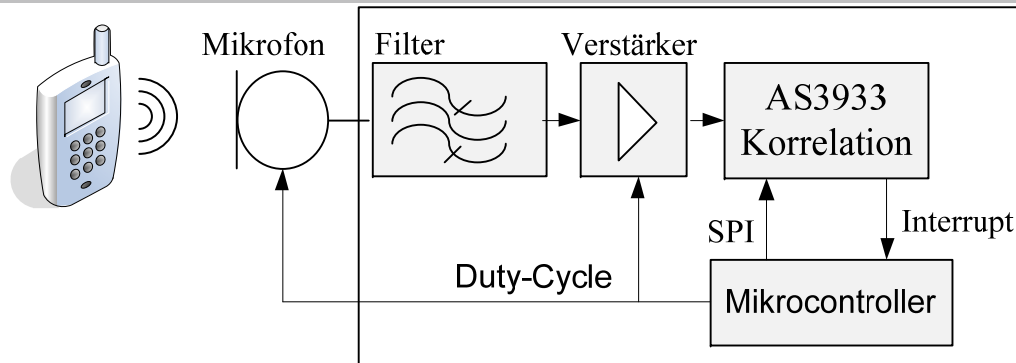 Mikrofon
Filter
Verstärker
AS3933
Korrelation
SPI
Interrupt
Duty-Cycle
Mikrocontroller